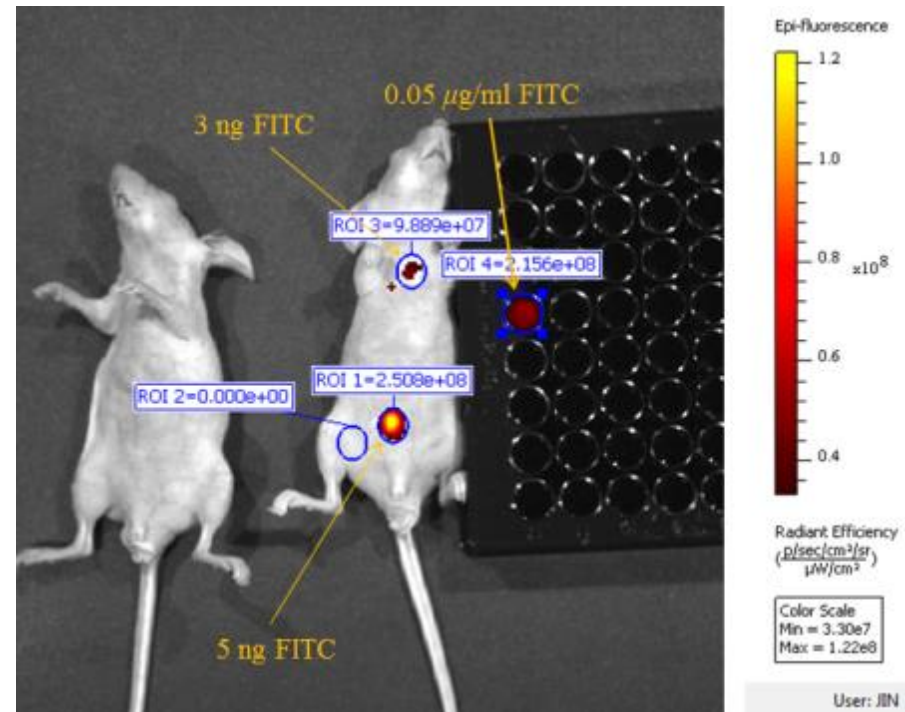 Epi-fluorescence
0.05 μg/ml FITC
3 ng FITC
ROI 3=9.889e+07
ROI 4=2.156e+08
ROI 1=2.508e+08
ROI 2=0.000e+00
5 ng FITC
1.2
1.0
0.8
x10⁸
0.6
0.4
Radiant Efficiency
(p/sec/cm²/sr
μW/cm²)
Color Scale
Min = 3.30e7
Max = 1.22e8
User: JIN